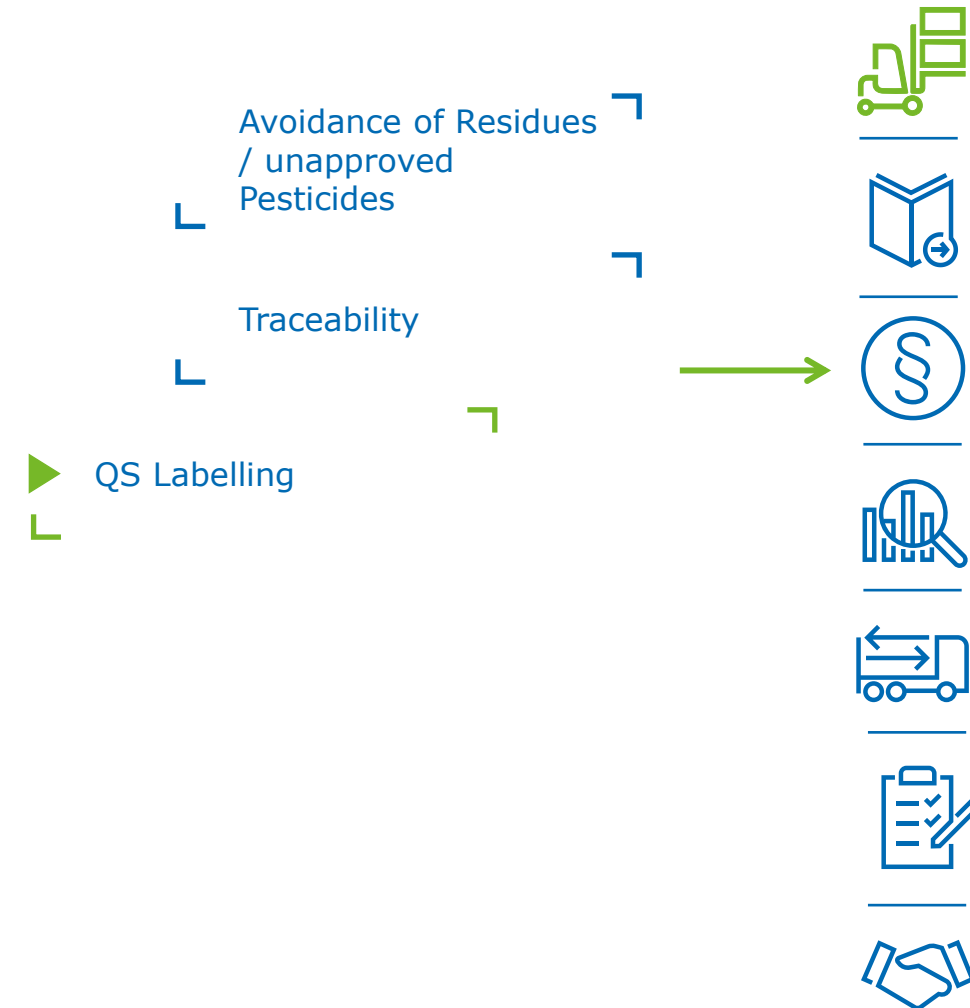 Avoidance of Residues
/ unapproved
Pesticides
Traceability
QS Labelling